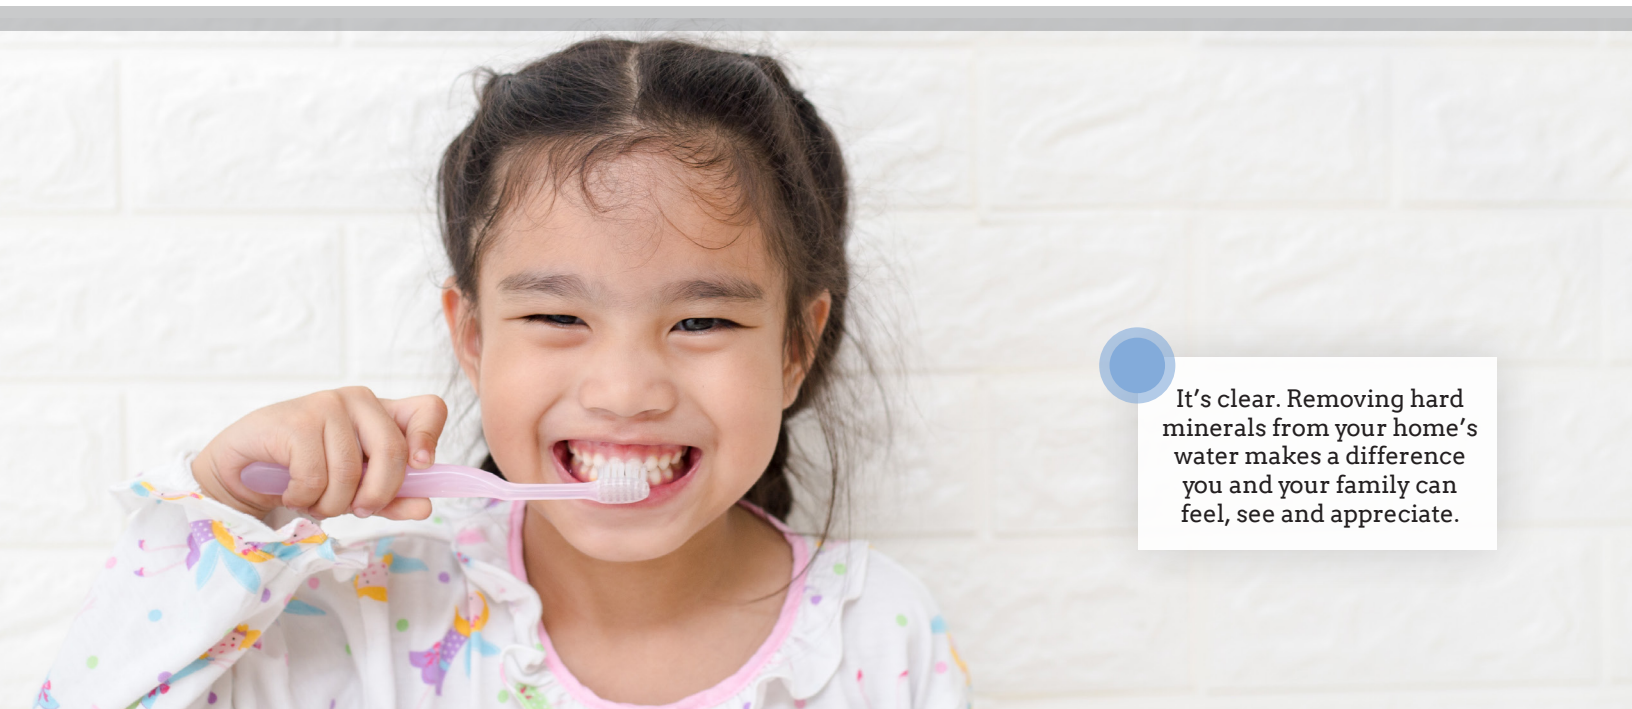 It’s clear. Removing hard
minerals from your home’s
water makes a difference
you and your family can
feel, see and appreciate.